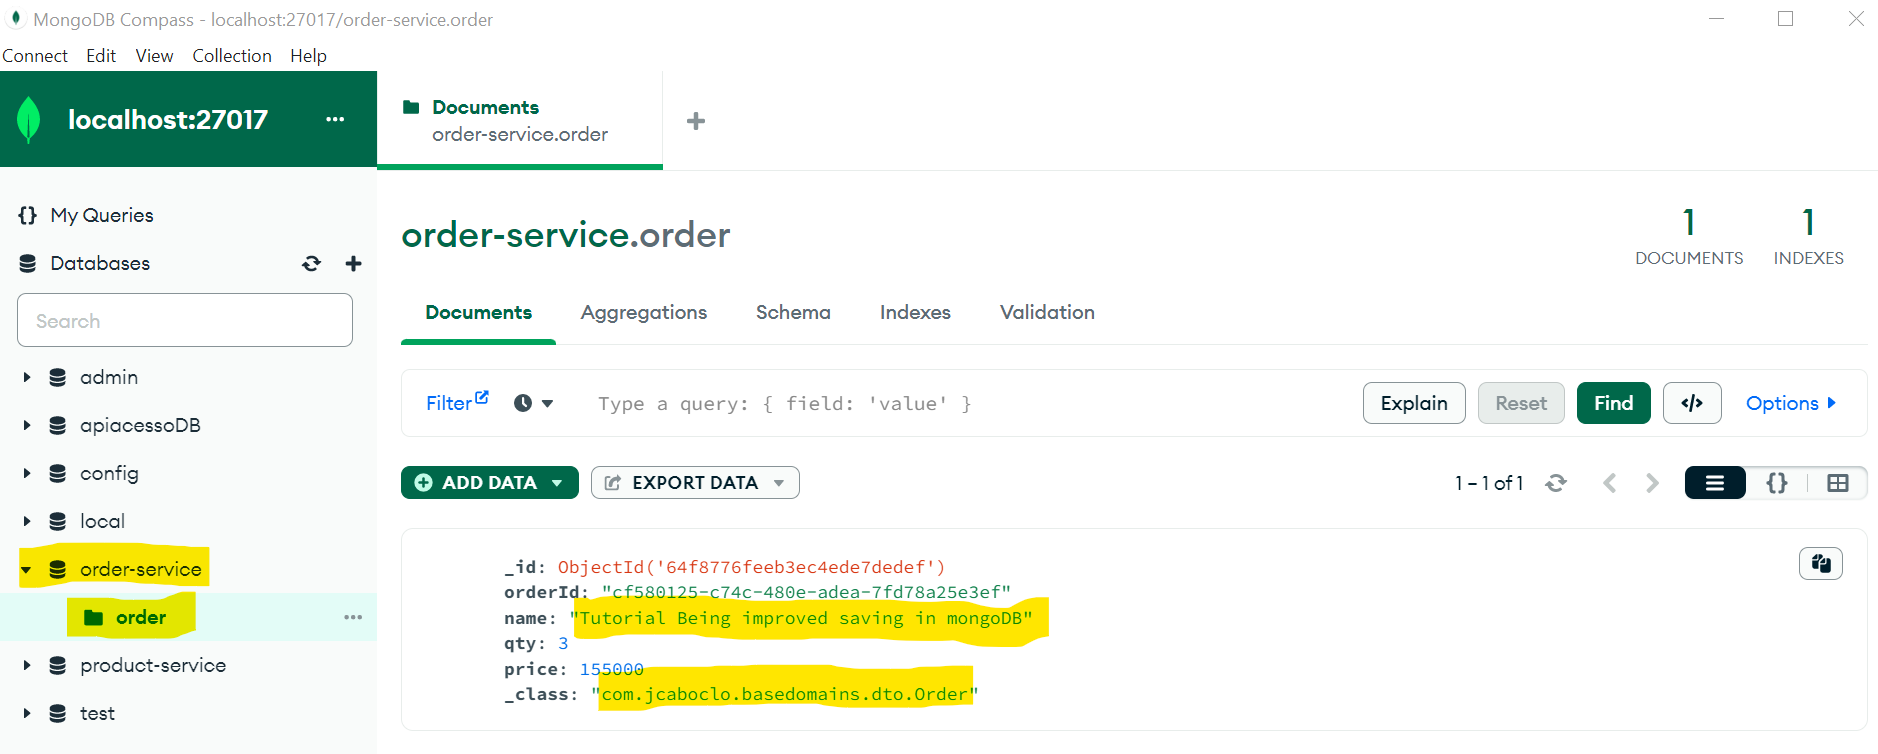 MongoDB Compass - localhost:27017/order-service.order
Connect Edit View Collection Help
localhost:27017 ...
Documents
order-service.order
My Queries
Databases
Search
admin
apiacessoDB
config
local
order-service
order ...
product-service
test
order-service.order
1 DOCUMENTS
1 INDEXES
Documents Aggregations Schema Indexes Validation
Filter Type a query: { field: 'value' } Explain Reset Find </> Options
ADD DATA EXPORT DATA 1 – 1 of 1 {}
_id: ObjectId('64f8776feeb3ec4ede7dedef')
orderId: "cf580125-c74c-480e-adea-7fd78a25e3ef"
name: "Tutorial Being improved saving in mongoDB"
qty: 3
price: 155000
_class: "com.jcaboclo.basedomains.dto.Order"